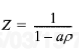 Z = 1 / (1 − aρ)